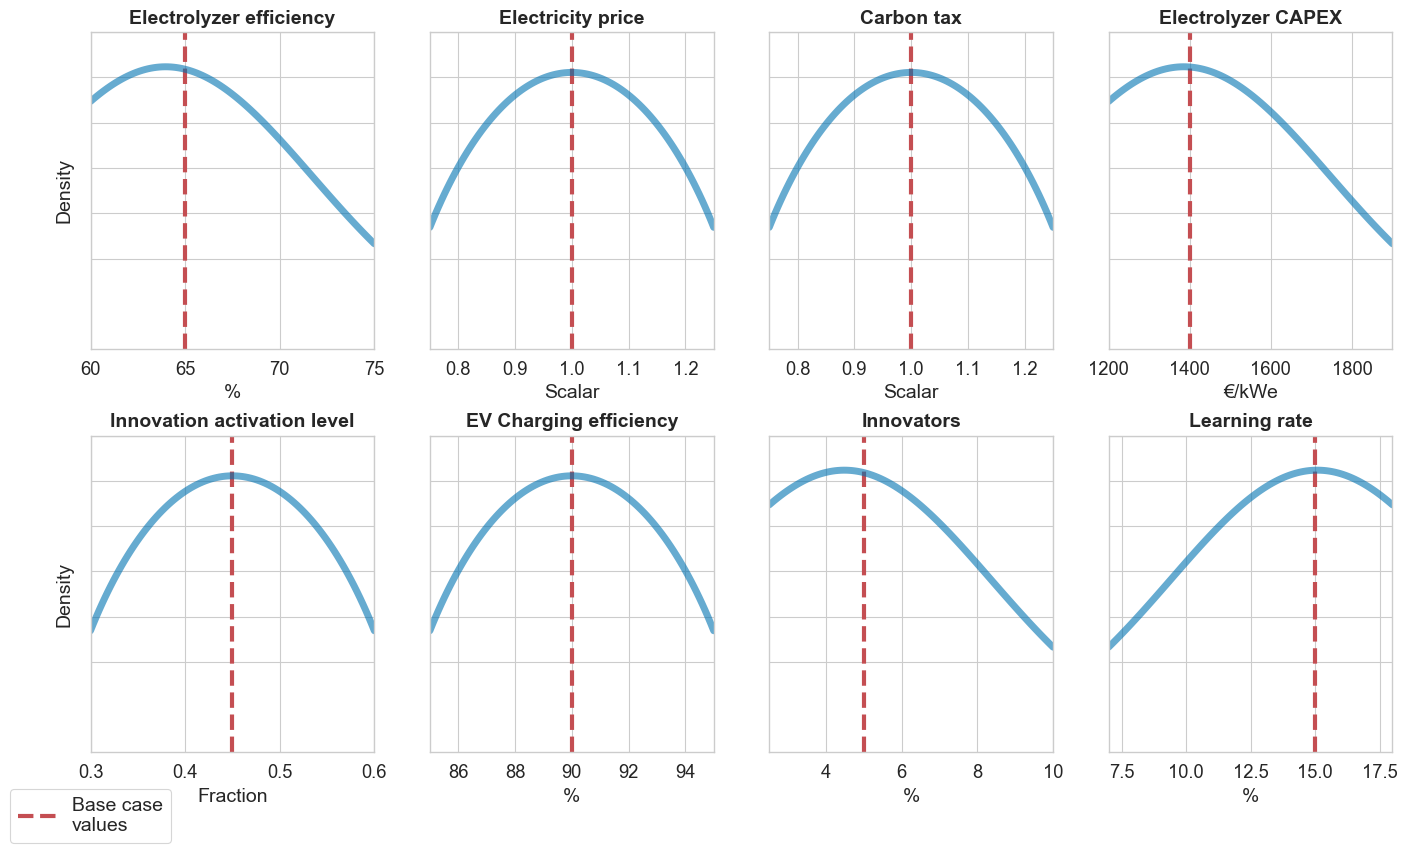 Electrolyzer efficiency
Electricity price
Carbon tax
Electrolyzer CAPEX
Density
60 65 70 75
0.8 0.9 1.0 1.1 1.2
0.8 0.9 1.0 1.1 1.2
1200 1400 1600 1800
%
Scalar
Scalar
€/kWe
Innovation activation level
EV Charging efficiency
Innovators
Learning rate
Density
0.3 0.4 0.5 0.6
86 88 90 92 94
4 6 8 10
7.5 10.0 12.5 15.0 17.5
Fraction
%
%
%
Base case
values